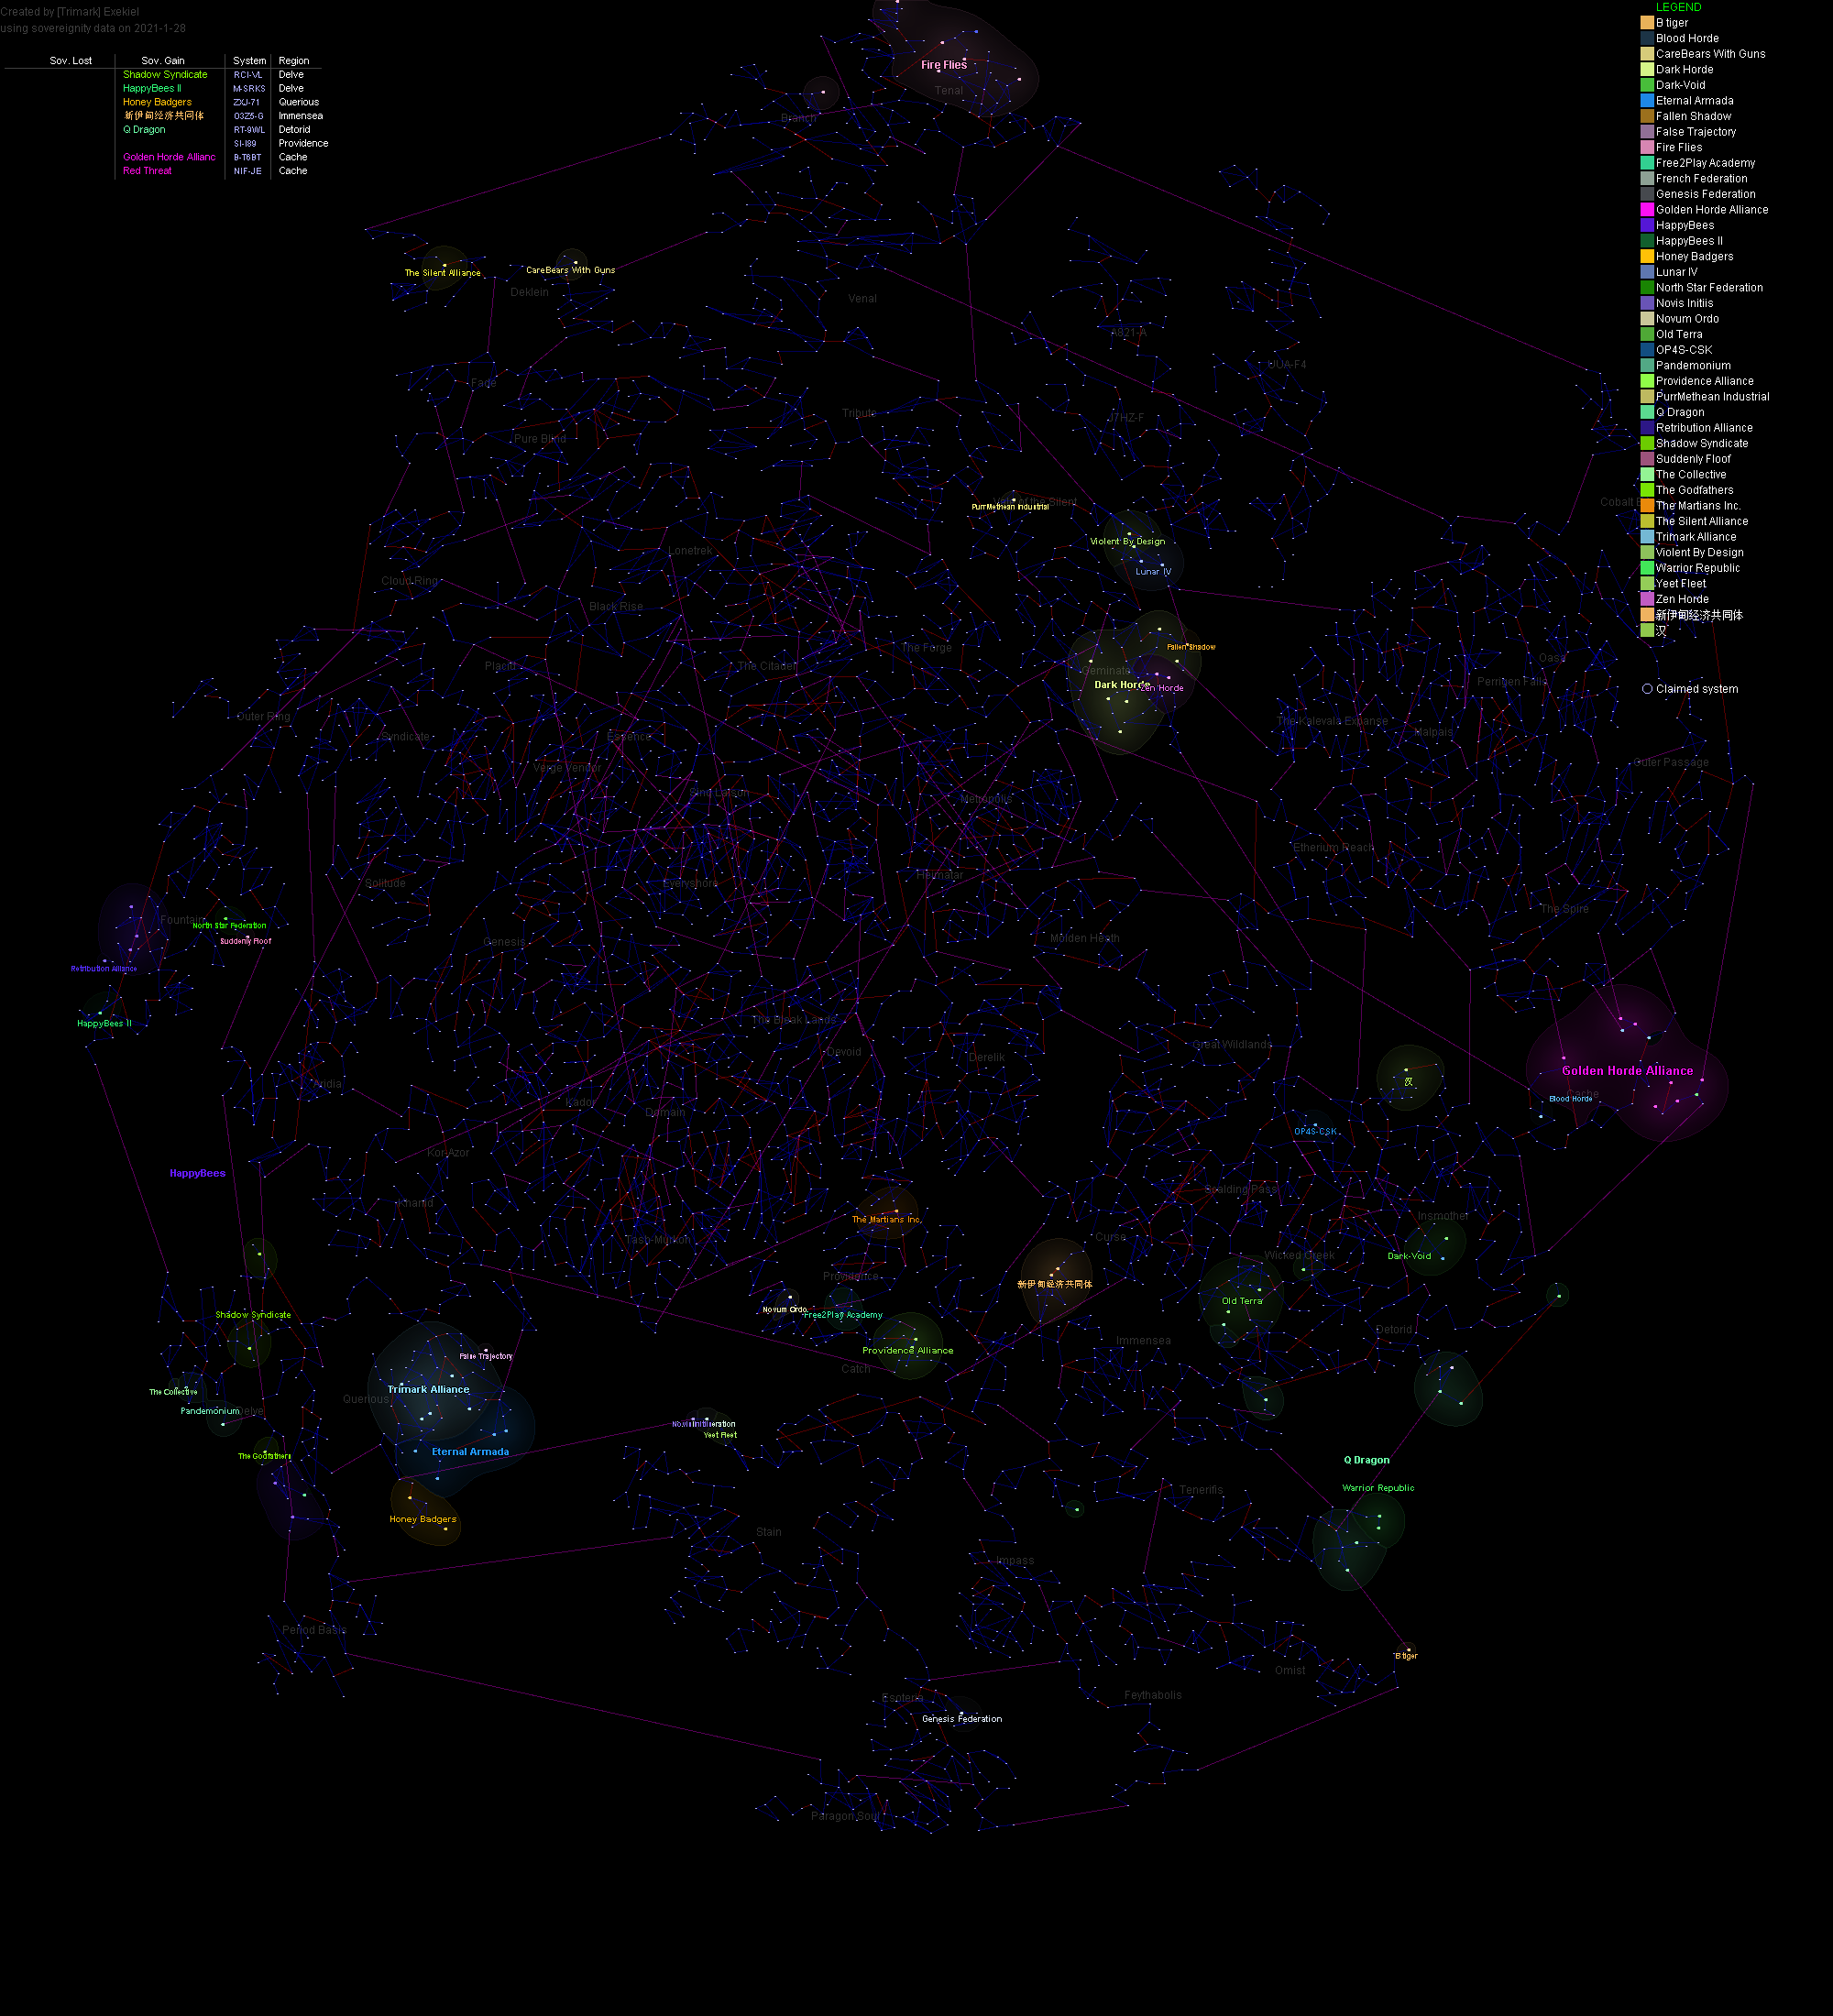 Created by [Trimark] Exekiel
using sovereignity data on 2021-1-28
Sov. Lost Sov. Gain System Region
Shadow Syndicate RCI-VL Delve
HappyBees II M-SRKS Delve
Honey Badgers ZXJ-71 Querious
新伊甸经济共同体 O3Z5-G Immensea
Q Dragon RT-9WL Detorid
SI-I89 Providence
Golden Horde Allianc B-T6BT Cache
Red Threat NIF-JE Cache
LEGEND
B tiger
Blood Horde
CareBears With Guns
Dark Horde
Dark-Void
Eternal Armada
Fallen Shadow
False Trajectory
Fire Flies
Free2Play Academy
French Federation
Genesis Federation
Golden Horde Alliance
HappyBees
HappyBees II
Honey Badgers
Lunar IV
North Star Federation
Novis Initiis
Novum Ordo
Old Terra
OP4S-CSK
Pandemonium
Providence Alliance
PurrMethean Industrial
Q Dragon
Retribution Alliance
Shadow Syndicate
Suddenly Floof
The Collective
The Godfathers
The Martians Inc.
The Silent Alliance
Trimark Alliance
Violent By Design
Warrior Republic
Yeet Fleet
Zen Horde
新伊甸经济共同体
汉
Claimed system
Fire Flies
Tenal
Branch
The Silent Alliance
CareBears With Guns
Deklein
Venal
A821-A
UUA-F4
Fade
Tribute
J7HZ-F
Pure Blind
Vale of the Silent
PurrMethean Industrial
Cobalt
Violent By Design
Lonetrek
Lunar IV
Cloud Ring
Black Rise
The Forge
Fallen Shadow
Placid
The Citadel
Geminate
Oasa
Dark Horde
Zen Horde
Perrigen Falls
Outer Ring
The Kalevala Expanse
Syndicate
Essence
Malpais
Verge Vendor
Outer Passage
Sinq Laison
Metropolis
Etherium Reach
Solitude
Everyshore
Heimatar
The Spire
Fountain
North Star Federation
Suddenly Floof
Genesis
Molden Heath
Retribution Alliance
HappyBees II
The Bleak Lands
Great Wildlands
Devoid
Derelik
Golden Horde Alliance
汉
Aridia
Cache
Blood Horde
Kador
Domain
OP4S-CSK
Kor-Azor
HappyBees
Scalding Pass
Khanid
Insmother
The Martians Inc.
Tash-Murkon
Curse
Wicked Creek
Dark-Void
Providence
新伊甸经济共同体
Old Terra
Novum Ordo
Free2Play Academy
Shadow Syndicate
Detorid
Immensea
Providence Alliance
False Trajectory
Catch
Trimark Alliance
The Collective
Querious
Pandemonium
Delve
Yeet Fleet
Eternal Armada
The Godfathers
Q Dragon
Warrior Republic
Tenerifis
Honey Badgers
Stain
Impass
Period Basis
B tiger
Omist
Feythabolis
Esoteria
Genesis Federation
Paragon Soul